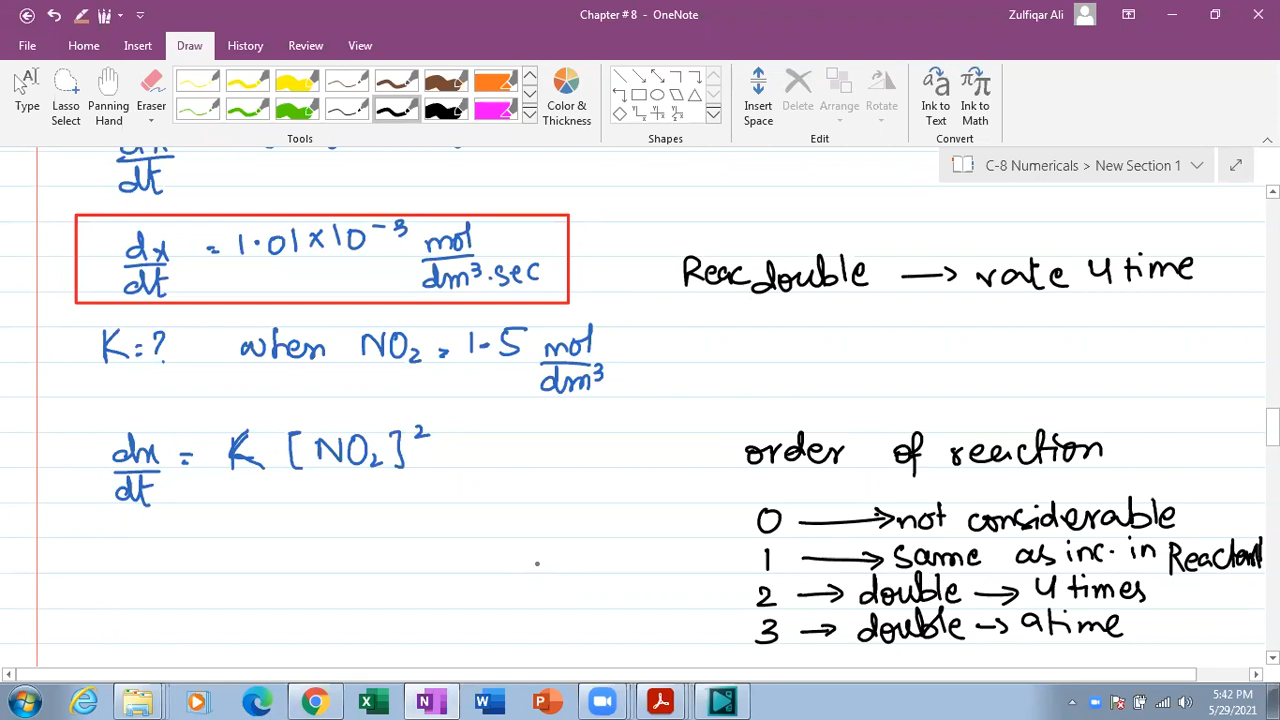 Chapter # 8 - OneNote
Zulfiqar Ali
File Home Insert Draw History Review View
Type
Lasso Select
Panning Hand
Eraser
Color & Thickness
Insert Space
Delete
Arrange
Rotate
Ink to Text
Ink to Math
Tools
Shapes
Edit
Convert
C-8 Numericals > New Section 1
dt
dx/dt = 1.01 × 10⁻³ mol/dm³.sec
K = ? when NO₂ = 1.5 mol/dm³
dx/dt = K [NO₂]²
Reac double → rate 4 time
order of reaction
0 → not considerable
1 → same as inc. in Reactant
2 → double → 4 times
3 → double → 9 time
5:42 PM
5/29/2021